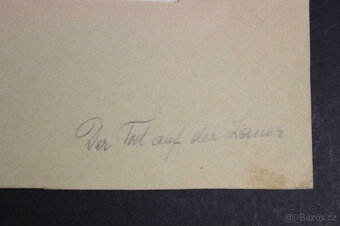 Der Tod auf der Lauer
Bazos.cz